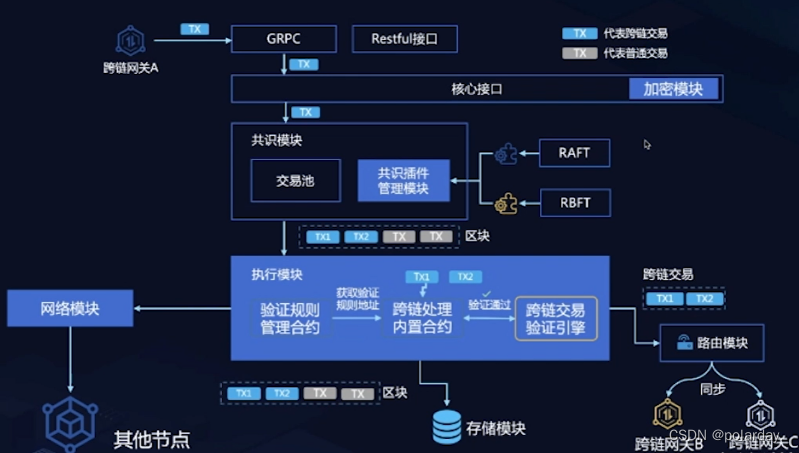 TX
GRPC
Restful接口
TX 代表跨链交易
TX 代表普通交易
跨链网关A
TX
核心接口
加密模块
TX
共识模块
交易池
共识插件
管理模块
RAFT
RBFT
TX1 TX2 TX TX 区块
执行模块
TX1 TX2
验证规则
管理合约
获取验证
规则地址
跨链处理
内置合约
验证通过
跨链交易
验证引擎
网络模块
跨链交易
TX1 TX2
路由模块
同步
TX1 TX2 TX TX 区块
其他节点
存储模块
跨链网关B
跨链网关C
CSDN @polarday